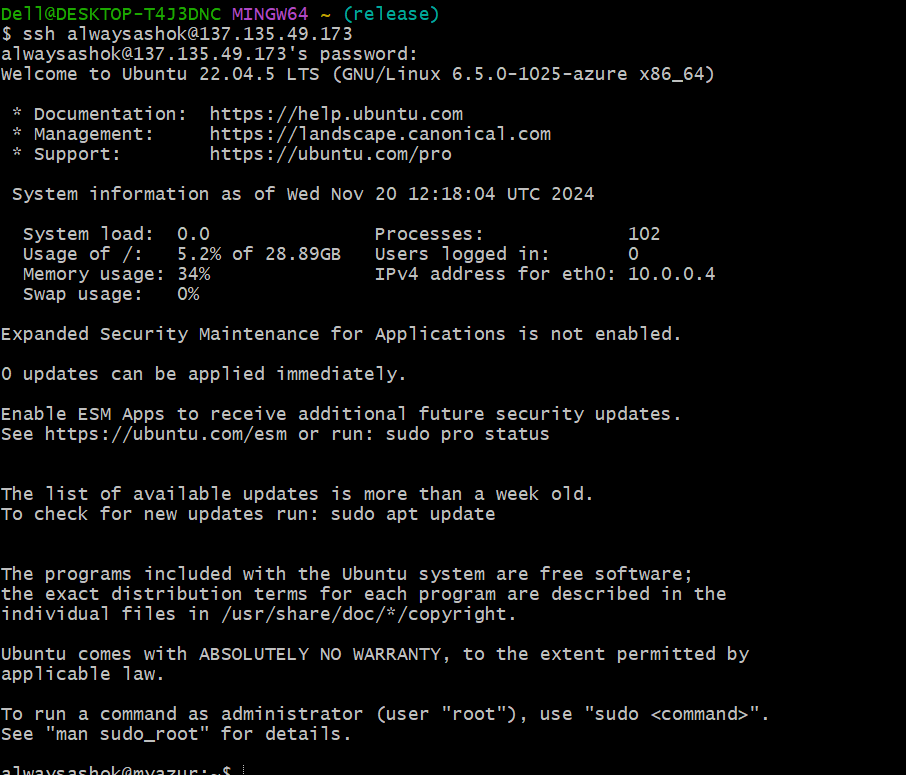 Dell@DESKTOP-T4J3DNC MINGW64 ~ (release)
$ ssh alwaysashok@137.135.49.173
alwaysashok@137.135.49.173's password:
Welcome to Ubuntu 22.04.5 LTS (GNU/Linux 6.5.0-1025-azure x86_64)
* Documentation:  https://help.ubuntu.com
* Management:     https://landscape.canonical.com
* Support:        https://ubuntu.com/pro
System information as of Wed Nov 20 12:18:04 UTC 2024
System load:  0.0               Processes:             102
Usage of /:   5.2% of 28.89GB   Users logged in:       0
Memory usage: 34%               IPv4 address for eth0: 10.0.0.4
Swap usage:   0%
Expanded Security Maintenance for Applications is not enabled.
0 updates can be applied immediately.
Enable ESM Apps to receive additional future security updates.
See https://ubuntu.com/esm or run: sudo pro status
The list of available updates is more than a week old.
To check for new updates run: sudo apt update
The programs included with the Ubuntu system are free software;
the exact distribution terms for each program are described in the
individual files in /usr/share/doc/*/copyright.
Ubuntu comes with ABSOLUTELY NO WARRANTY, to the extent permitted by
applicable law.
To run a command as administrator (user "root"), use "sudo <command>".
See "man sudo_root" for details.
alwaysashok@myazur:~$